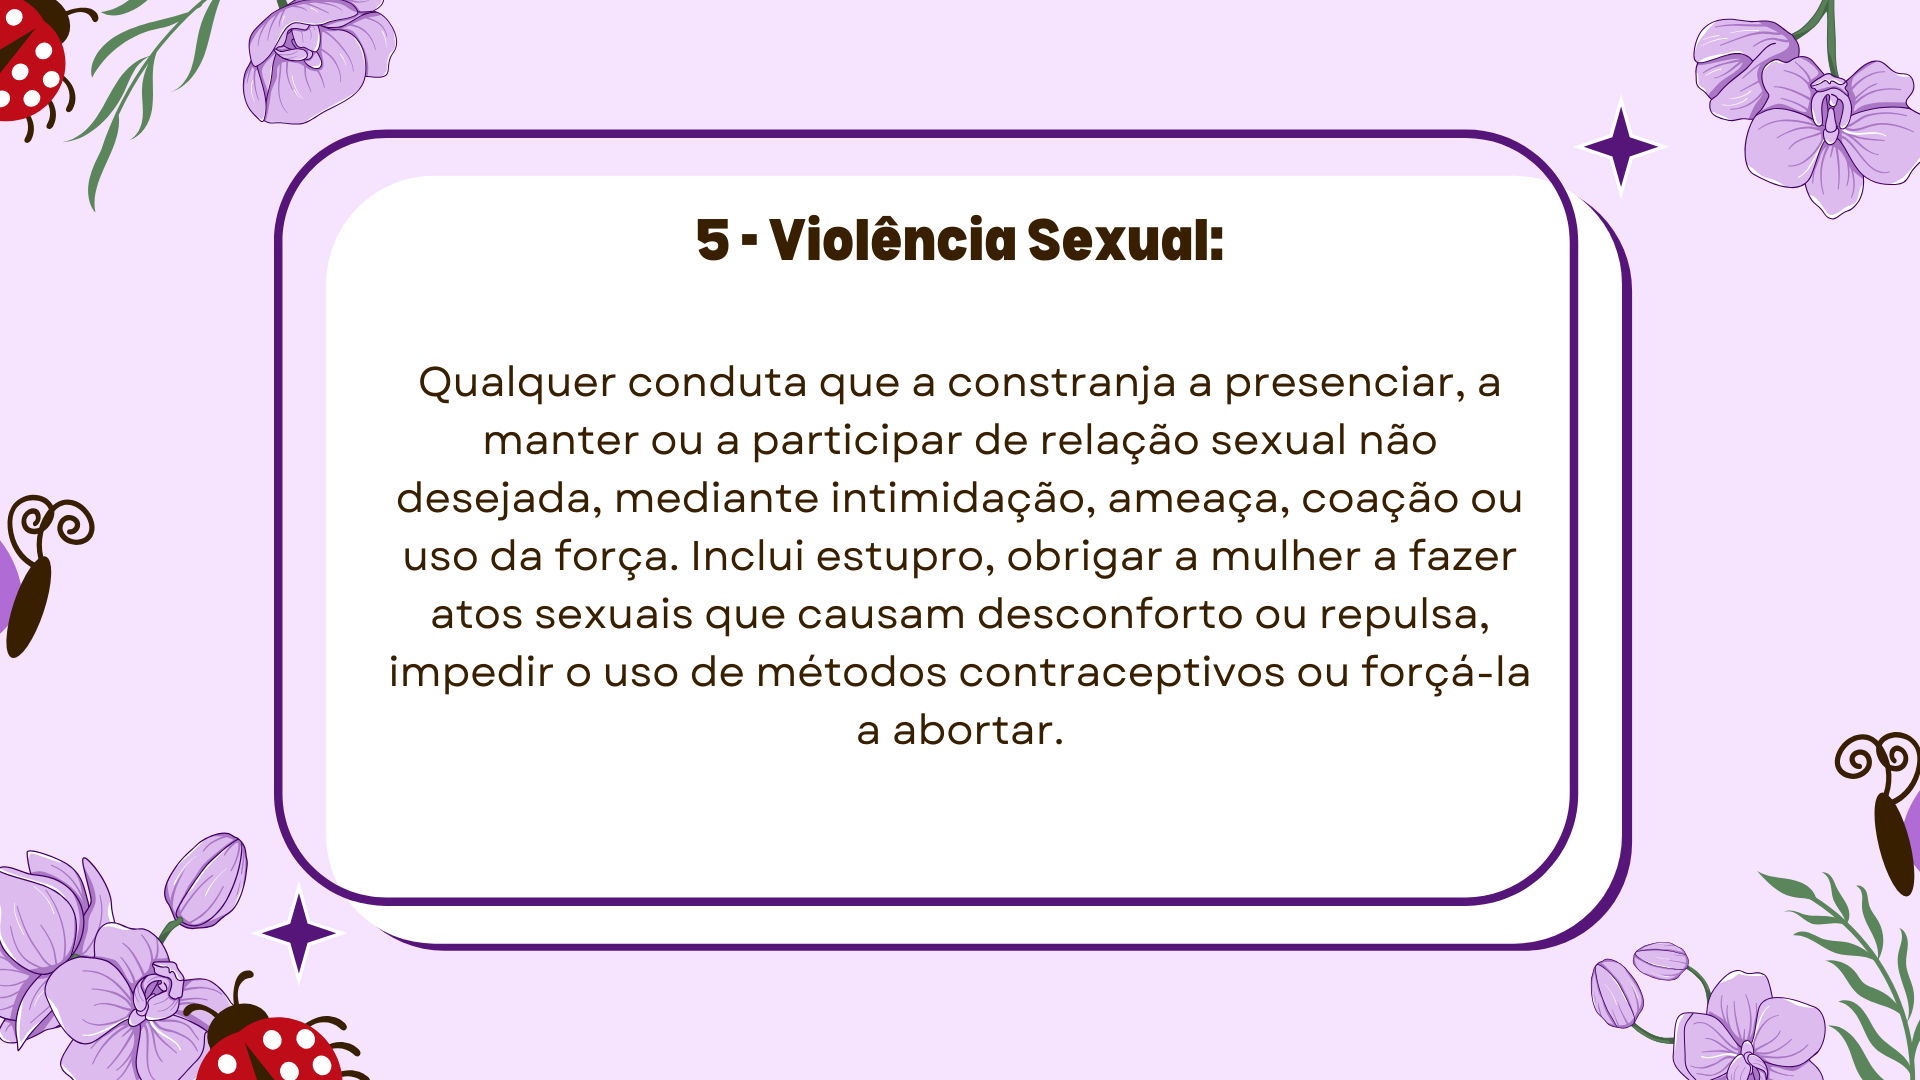 5 - Violência Sexual:
Qualquer conduta que a constranja a presenciar, a
manter ou a participar de relação sexual não
desejada, mediante intimidação, ameaça, coação ou
uso da força. Inclui estupro, obrigar a mulher a fazer
atos sexuais que causam desconforto ou repulsa,
impedir o uso de métodos contraceptivos ou forçá-la
a abortar.